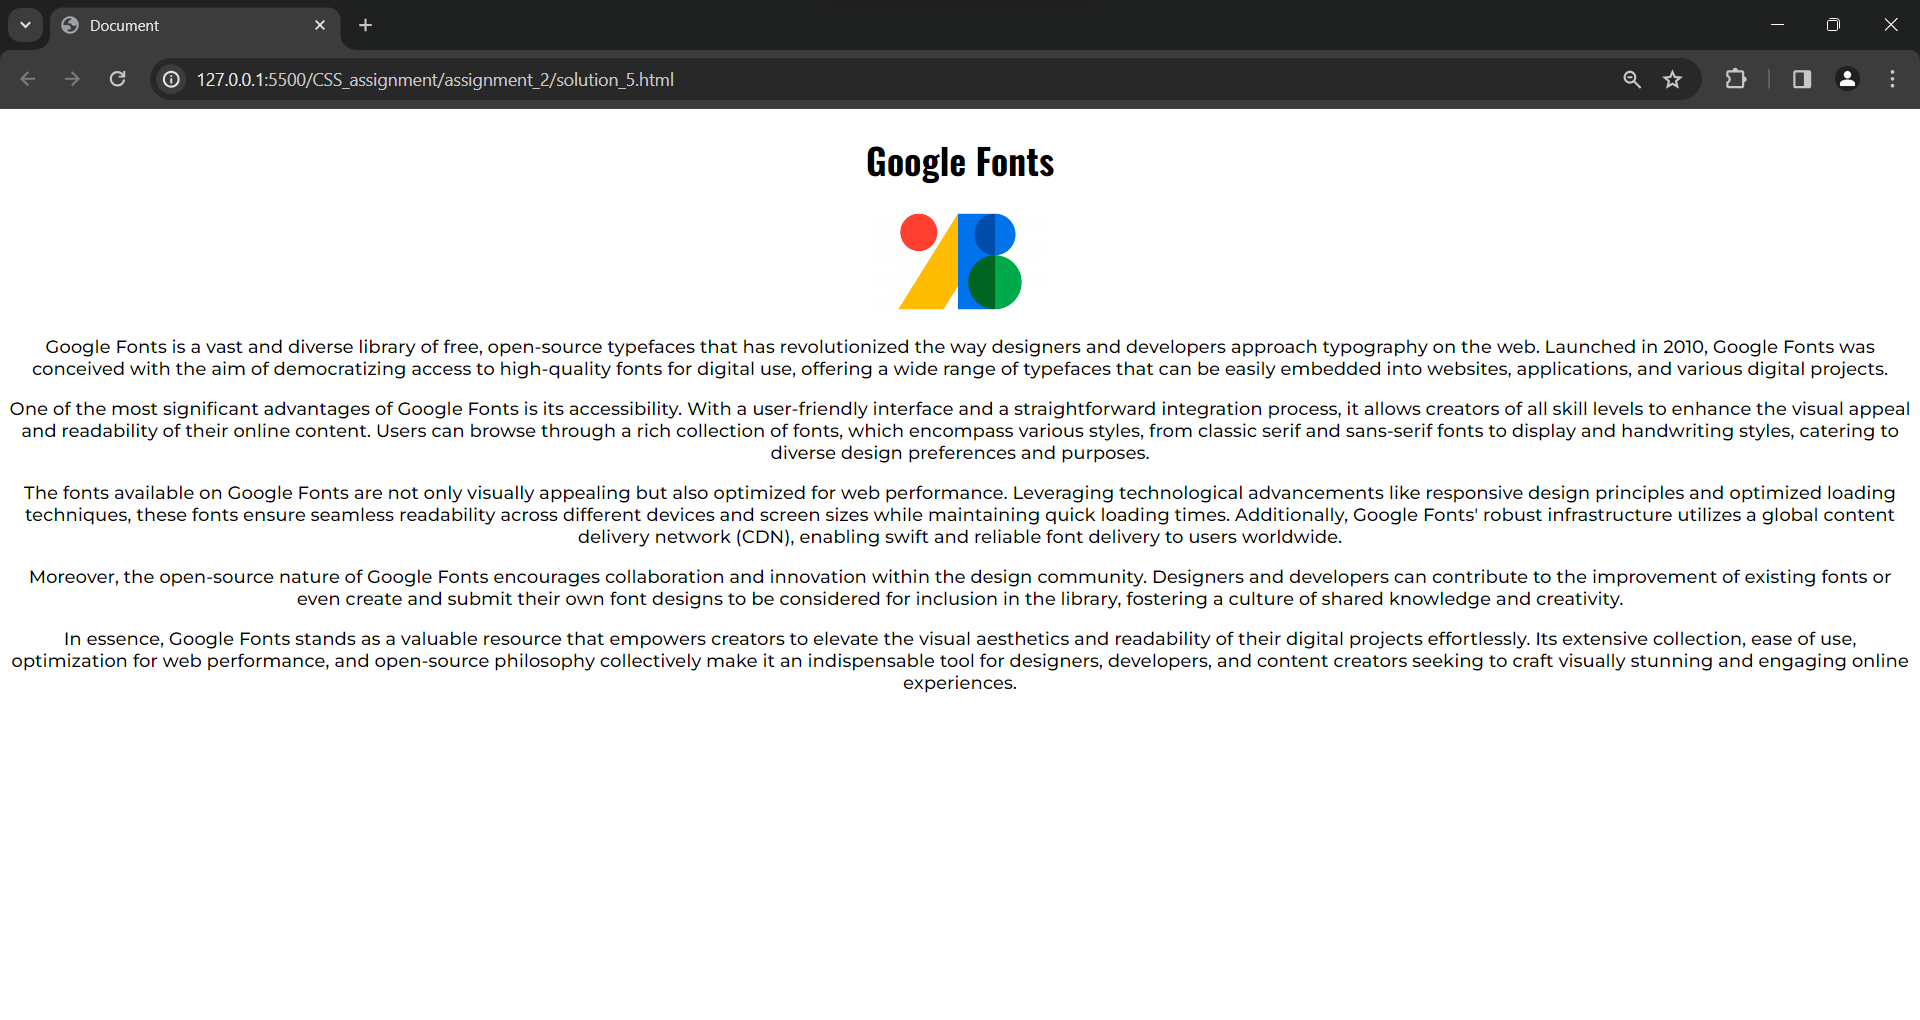 Document
127.0.0.1:5500/CSS_assignment/assignment_2/solution_5.html
Google Fonts
Google Fonts is a vast and diverse library of free, open-source typefaces that has revolutionized the way designers and developers approach typography on the web. Launched in 2010, Google Fonts was
conceived with the aim of democratizing access to high-quality fonts for digital use, offering a wide range of typefaces that can be easily embedded into websites, applications, and various digital projects.
One of the most significant advantages of Google Fonts is its accessibility. With a user-friendly interface and a straightforward integration process, it allows creators of all skill levels to enhance the visual appeal
and readability of their online content. Users can browse through a rich collection of fonts, which encompass various styles, from classic serif and sans-serif fonts to display and handwriting styles, catering to
diverse design preferences and purposes.
The fonts available on Google Fonts are not only visually appealing but also optimized for web performance. Leveraging technological advancements like responsive design principles and optimized loading
techniques, these fonts ensure seamless readability across different devices and screen sizes while maintaining quick loading times. Additionally, Google Fonts' robust infrastructure utilizes a global content
delivery network (CDN), enabling swift and reliable font delivery to users worldwide.
Moreover, the open-source nature of Google Fonts encourages collaboration and innovation within the design community. Designers and developers can contribute to the improvement of existing fonts or
even create and submit their own font designs to be considered for inclusion in the library, fostering a culture of shared knowledge and creativity.
In essence, Google Fonts stands as a valuable resource that empowers creators to elevate the visual aesthetics and readability of their digital projects effortlessly. Its extensive collection, ease of use,
optimization for web performance, and open-source philosophy collectively make it an indispensable tool for designers, developers, and content creators seeking to craft visually stunning and engaging online
experiences.